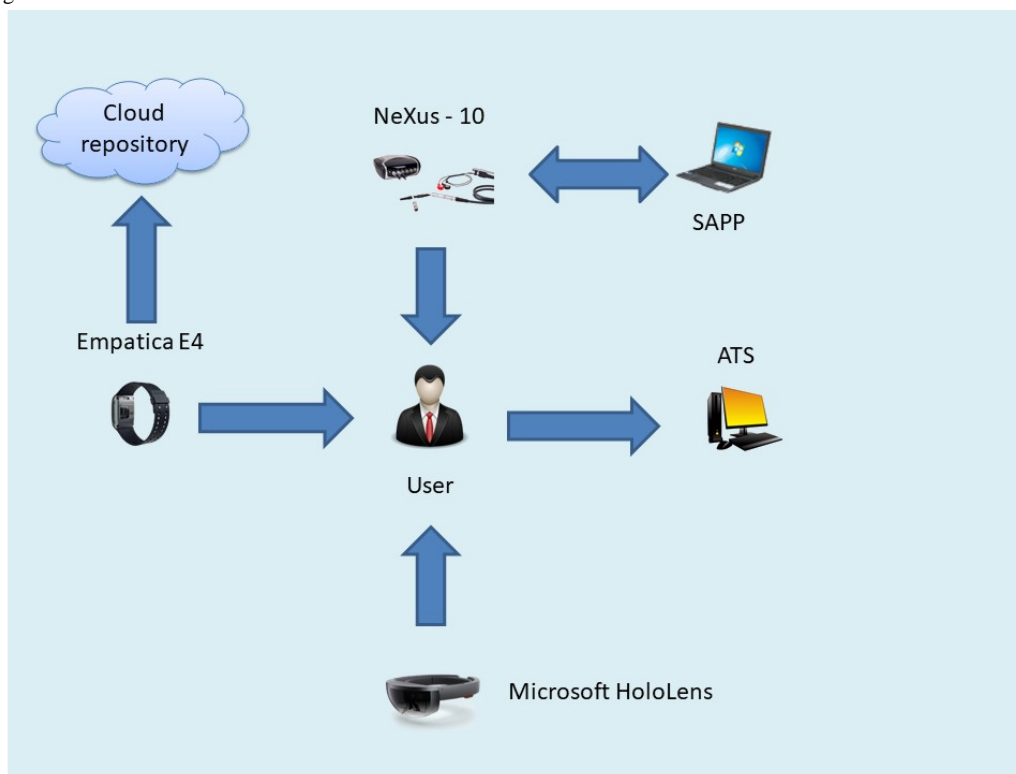 Cloud
repository
NeXus - 10
SAPP
Empatica E4
ATS
User
Microsoft HoloLens